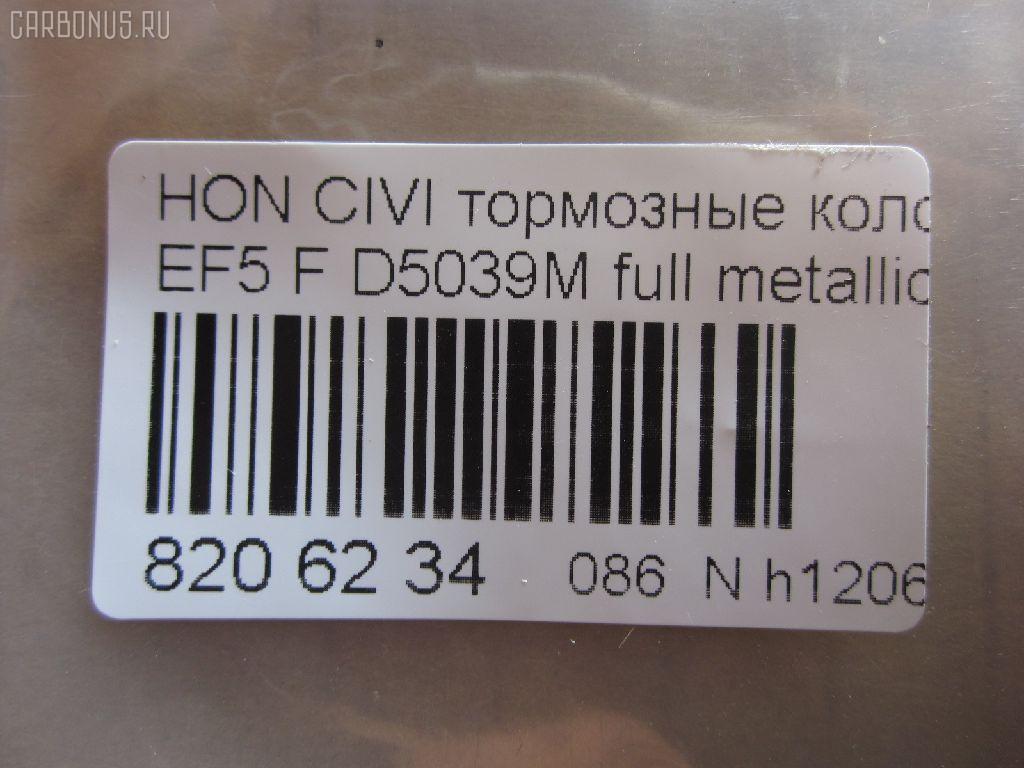 CARBONUS.RU
HON CIVI тормозные коло
EF5 F D5039M full metallic
820 62 34 086 N h1206